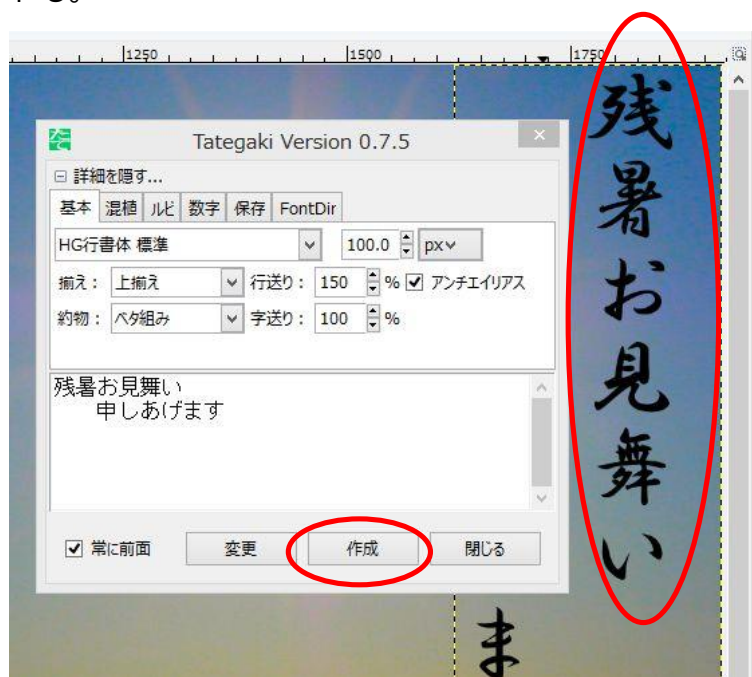 する。
1250 1500 1750
Tategaki Version 0.7.5
詳細を隠す...
基本 混植 ルビ 数字 保存 FontDir
HG行書体 標準 100.0 px
揃え： 上揃え 行送り： 150 % アンチエイリアス
約物： ベタ組み 字送り： 100 %
残暑お見舞い
申しあげます
常に前面 変更 作成 閉じる
残暑お見舞い
ま